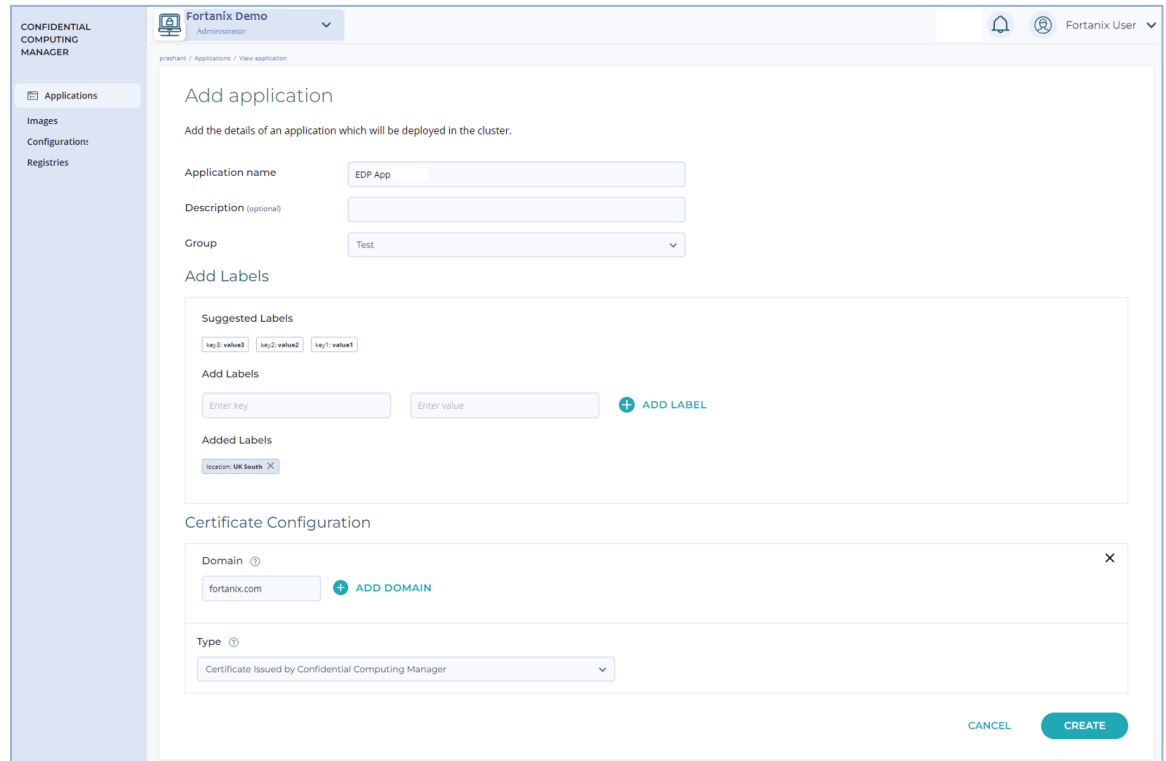 CONFIDENTIAL
COMPUTING
MANAGER
Applications
Images
Configurations
Registries
Fortanix Demo
Administrator
Fortanix User
prashant / Applications / View application
Add application
Add the details of an application which will be deployed in the cluster.
Application name
EDP App
Description (optional)
Group
Test
Add Labels
Suggested Labels
key3: value3 key2: value2 key1: value1
Add Labels
Enter key Enter value + ADD LABEL
Added Labels
location: UK South X
Certificate Configuration
Domain ?
fortanix.com + ADD DOMAIN
Type ?
Certificate Issued by Confidential Computing Manager
CANCEL CREATE